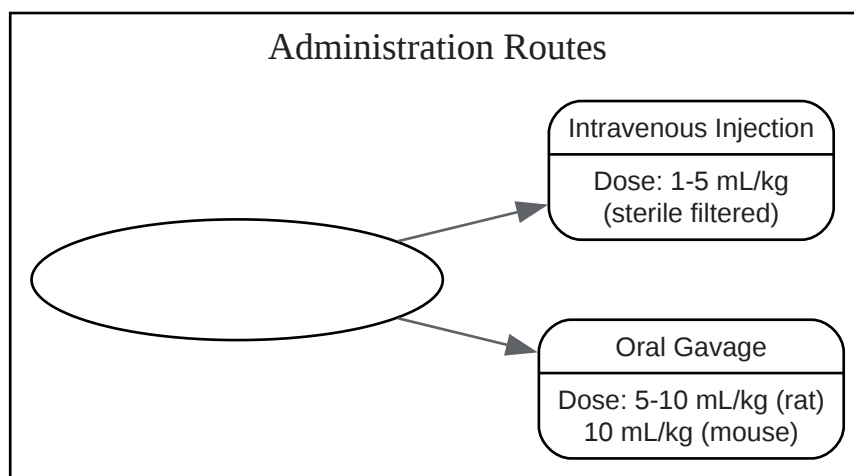 Administration Routes
Intravenous Injection
Dose: 1-5 mL/kg
(sterile filtered)
Oral Gavage
Dose: 5-10 mL/kg (rat)
10 mL/kg (mouse)